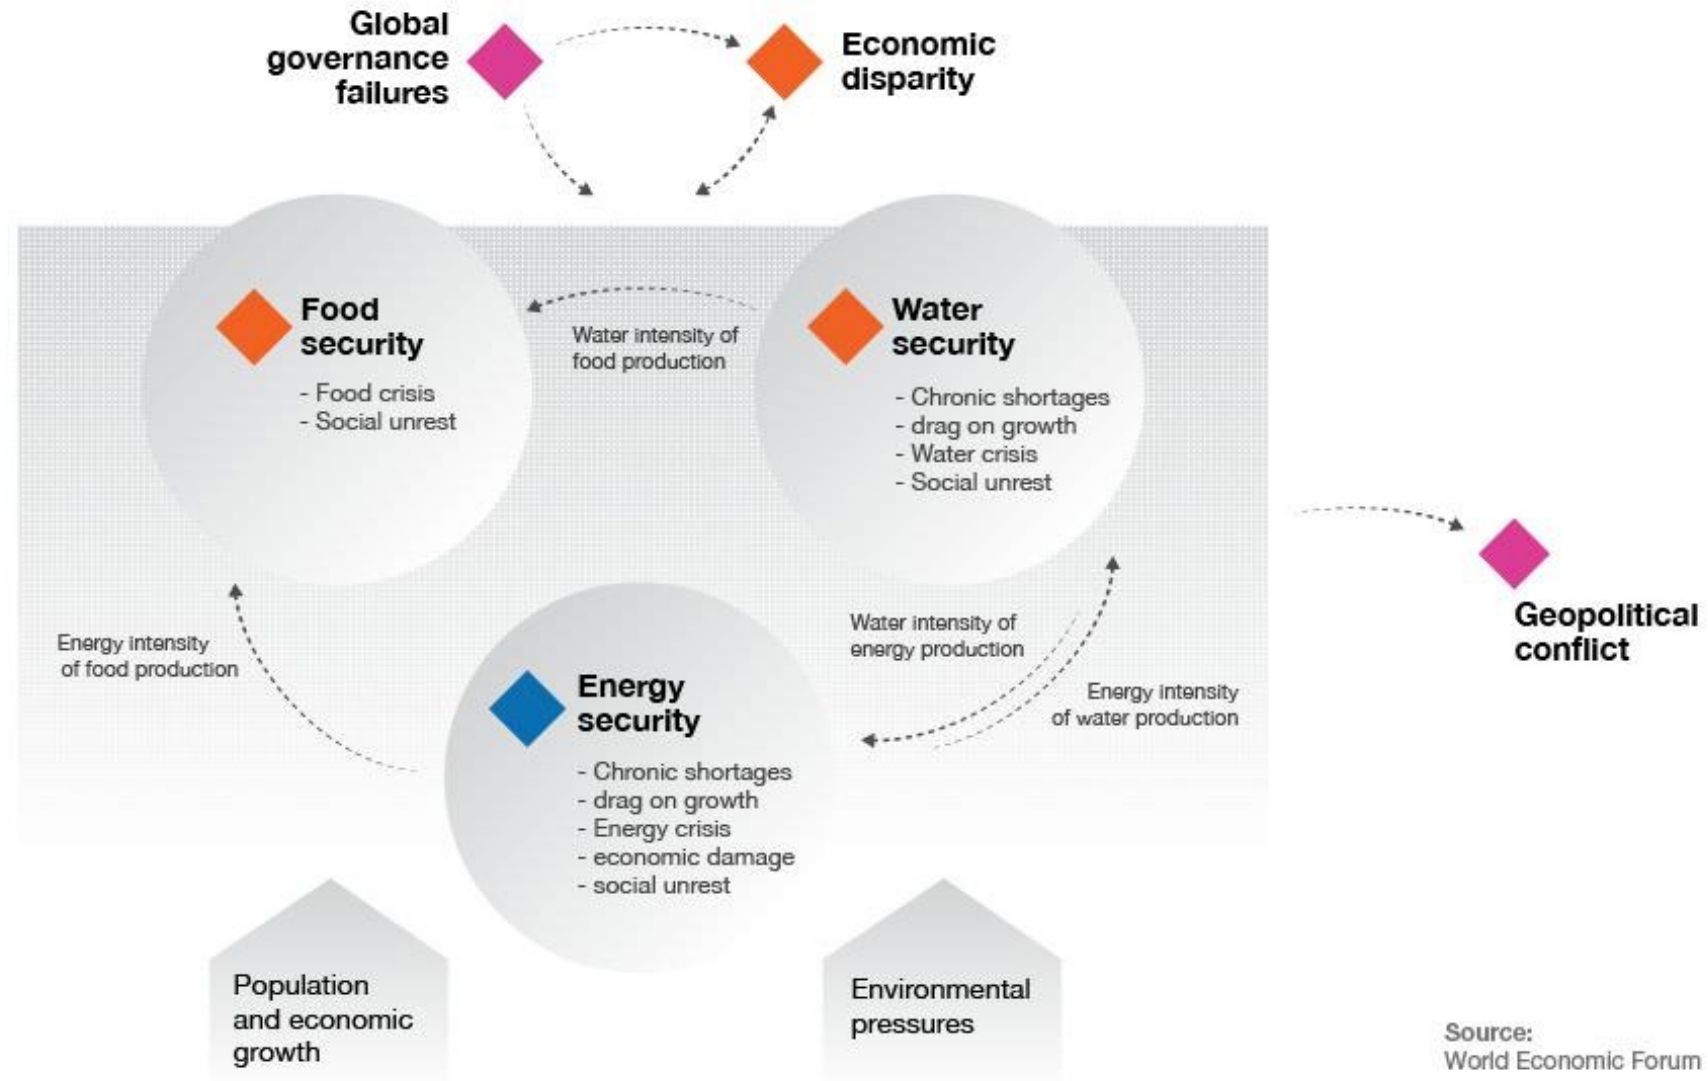 Global
governance
failures
Economic
disparity
Food
security
- Food crisis
- Social unrest
Water intensity of
food production
Water
security
- Chronic shortages
- drag on growth
- Water crisis
- Social unrest
Geopolitical
conflict
Energy intensity
of food production
Water intensity of
energy production
Energy intensity
of water production
Energy
security
- Chronic shortages
- drag on growth
- Energy crisis
- economic damage
- social unrest
Population
and economic
growth
Environmental
pressures
Source:
World Economic Forum